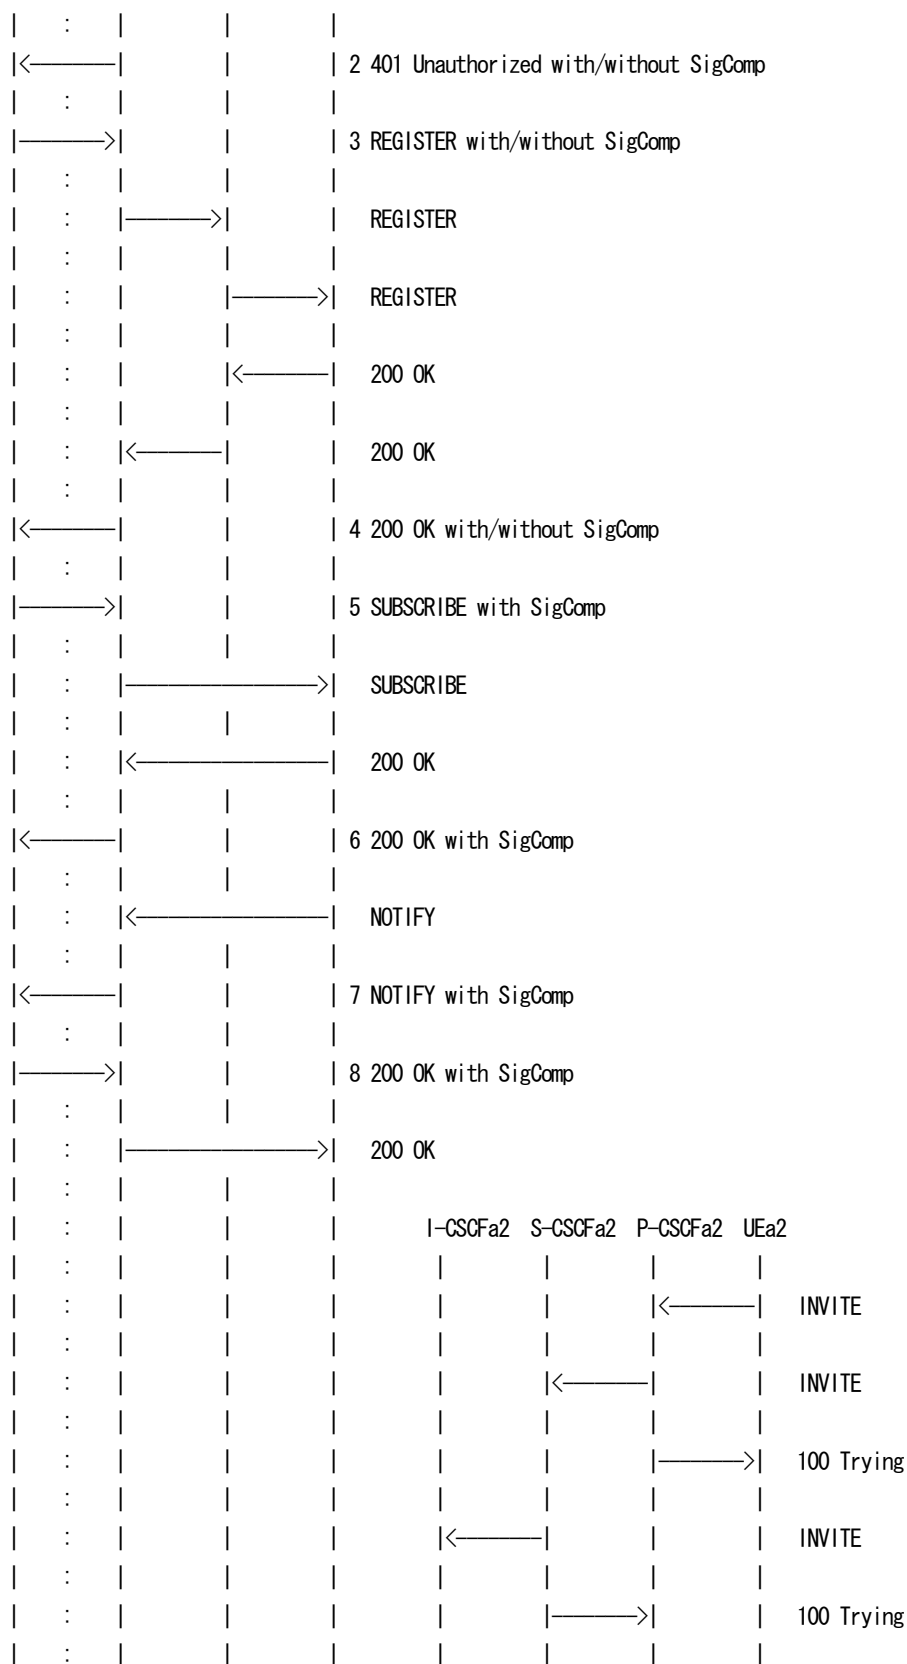 |    :    |         |         |
|<--------|         |         | 2 401 Unauthorized with/without SigComp
|    :    |         |         |
|-------->|         |         | 3 REGISTER with/without SigComp
|    :    |         |         |
|    :    |-------->|         |   REGISTER
|    :    |         |         |
|    :    |         |-------->|   REGISTER
|    :    |         |         |
|    :    |         |<--------|   200 OK
|    :    |         |         |
|    :    |<--------|         |   200 OK
|    :    |         |         |
|<--------|         |         | 4 200 OK with/without SigComp
|    :    |         |         |
|-------->|         |         | 5 SUBSCRIBE with SigComp
|    :    |         |         |
|    :    |------------------>|   SUBSCRIBE
|    :    |         |         |
|    :    |<------------------|   200 OK
|    :    |         |         |
|<--------|         |         | 6 200 OK with SigComp
|    :    |         |         |
|    :    |<------------------|   NOTIFY
|    :    |         |         |
|<--------|         |         | 7 NOTIFY with SigComp
|    :    |         |         |
|-------->|         |         | 8 200 OK with SigComp
|    :    |         |         |
|    :    |------------------>|   200 OK
|    :    |         |         |
|    :    |         |         |        I-CSCFa2  S-CSCFa2  P-CSCFa2  UEa2
|    :    |         |         |         |         |         |         |
|    :    |         |         |         |         |         |<--------|   INVITE
|    :    |         |         |         |         |         |         |
|    :    |         |         |         |         |<--------|         |   INVITE
|    :    |         |         |         |         |         |         |
|    :    |         |         |         |         |         |-------->|   100 Trying
|    :    |         |         |         |         |         |         |
|    :    |         |         |         |<--------|         |         |   INVITE
|    :    |         |         |         |         |         |         |
|    :    |         |         |         |         |-------->|         |   100 Trying
|    :    |         |         |         |         |         |         |